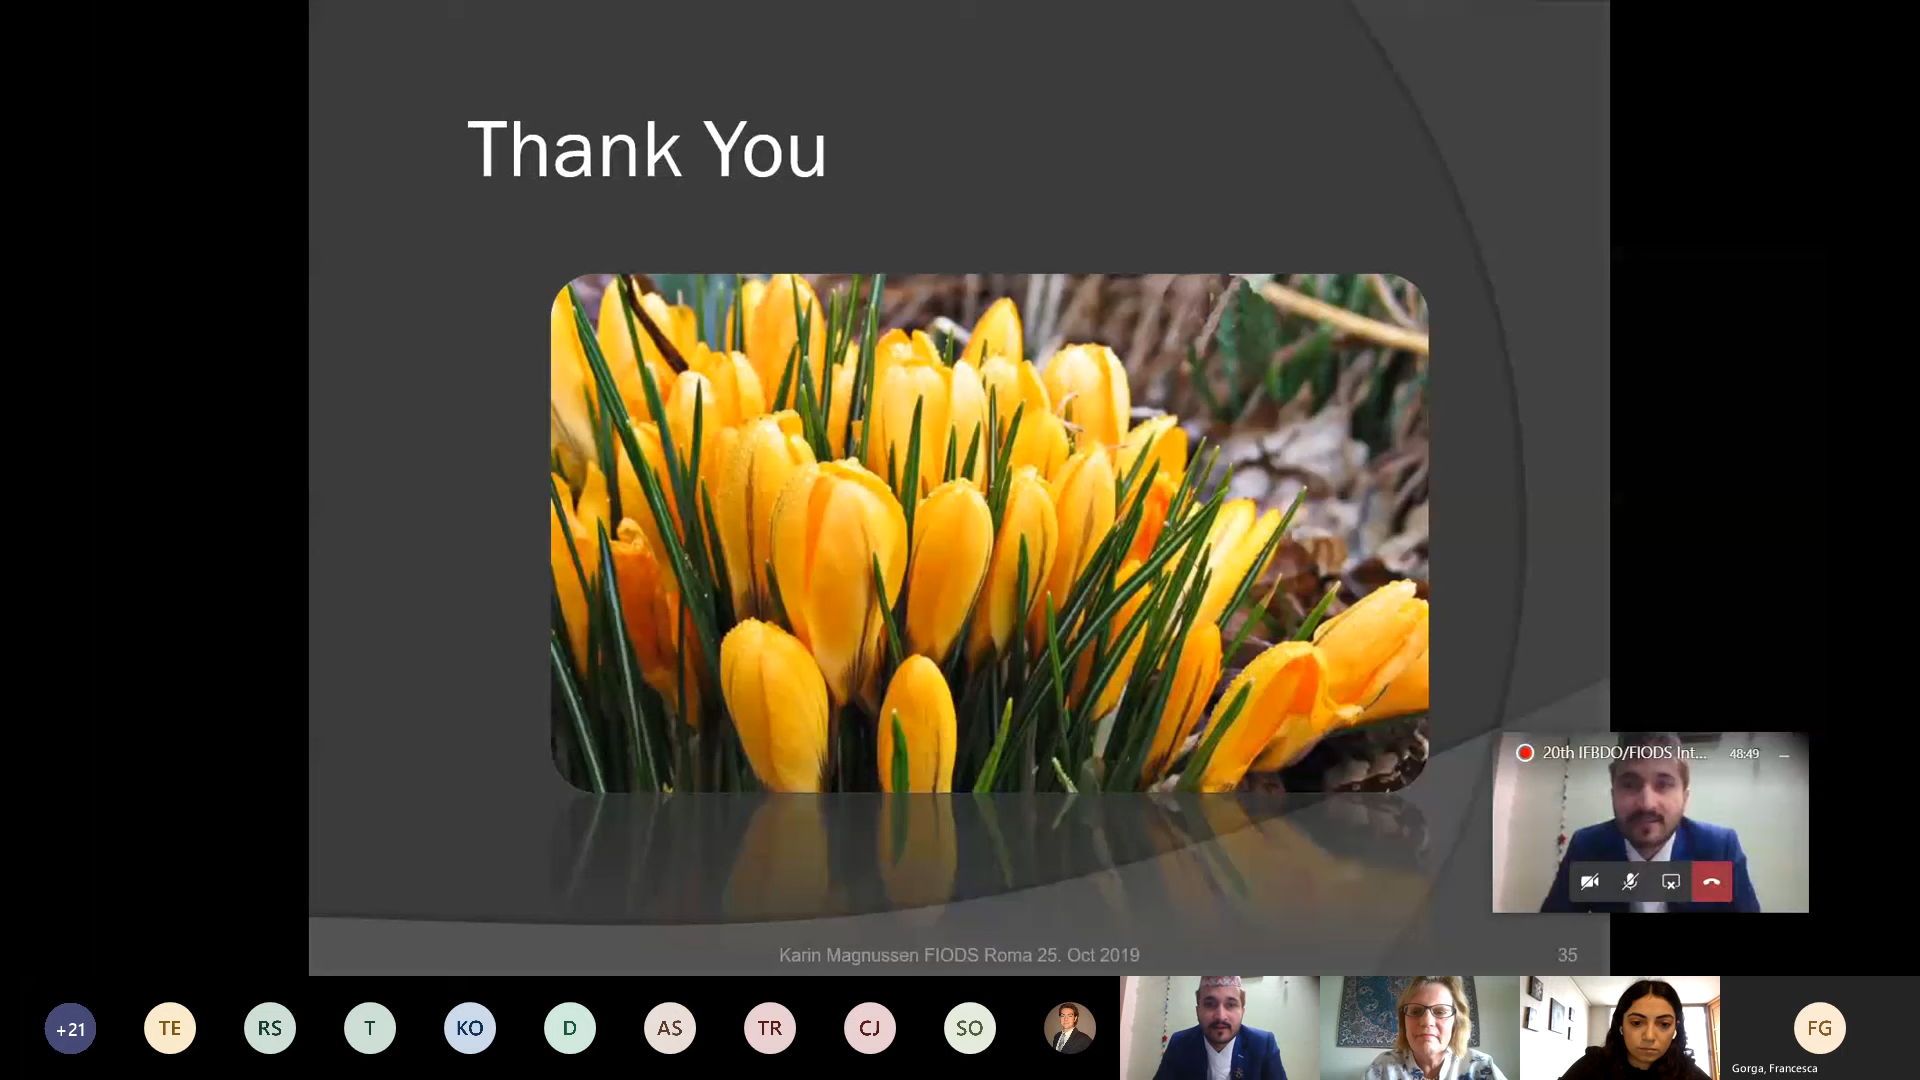 Thank You
20th IFBDO/FIODS Int...
48:49
Karin Magnussen FIODS Roma 25. Oct 2019
35
+21
TE
RS
T
KO
D
AS
TR
CJ
SO
FG
Gorga, Francesca